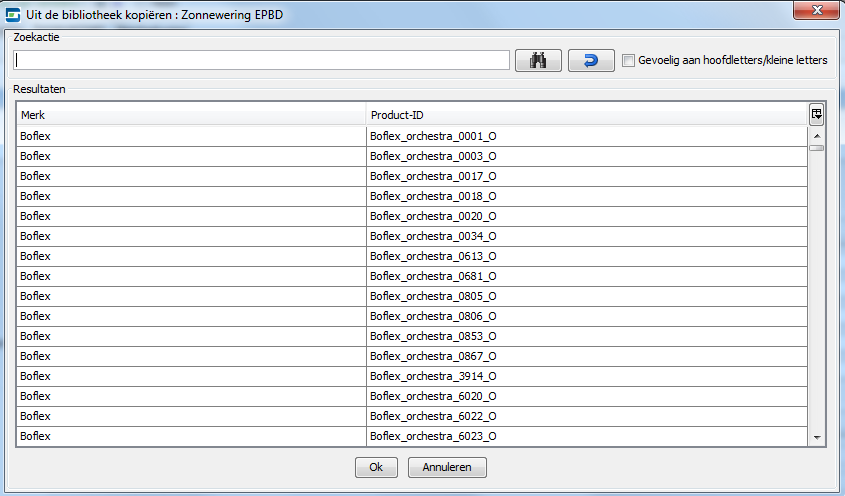 Uit de bibliotheek kopiëren : Zonnewering EPBD
Zoekactie
Gevoelig aan hoofdletters/kleine letters
Resultaten
Merk Product-ID
Boflex Boflex_orchestra_0001_O
Boflex Boflex_orchestra_0003_O
Boflex Boflex_orchestra_0017_O
Boflex Boflex_orchestra_0018_O
Boflex Boflex_orchestra_0020_O
Boflex Boflex_orchestra_0034_O
Boflex Boflex_orchestra_0613_O
Boflex Boflex_orchestra_0681_O
Boflex Boflex_orchestra_0805_O
Boflex Boflex_orchestra_0806_O
Boflex Boflex_orchestra_0853_O
Boflex Boflex_orchestra_0867_O
Boflex Boflex_orchestra_3914_O
Boflex Boflex_orchestra_6020_O
Boflex Boflex_orchestra_6022_O
Boflex Boflex_orchestra_6023_O
Ok Annuleren